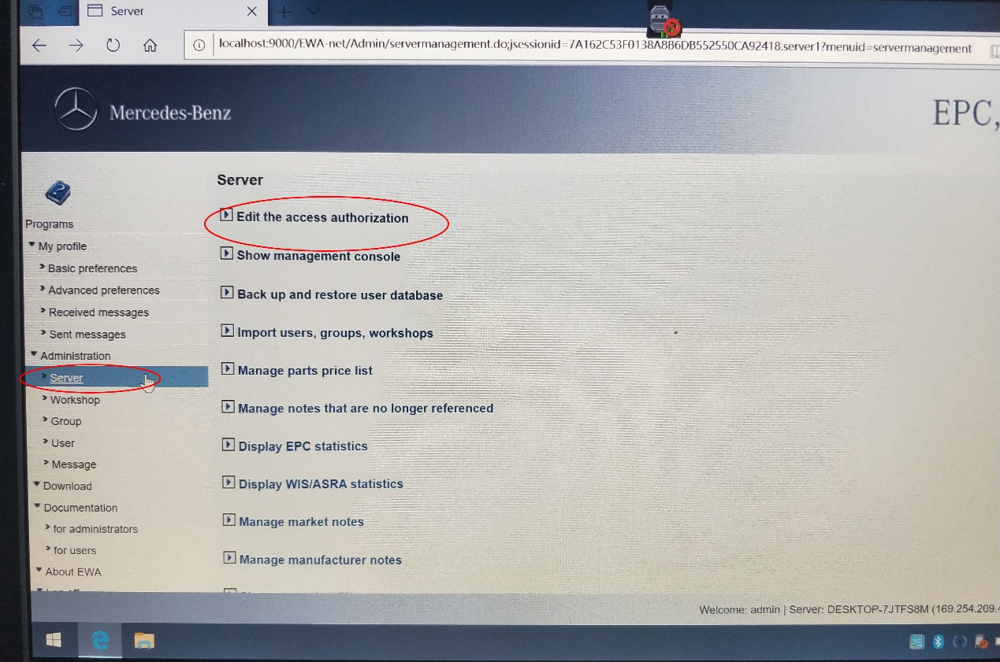 Server
localhost:9000/EWA-net/Admin/servermanagement.do;jsessionid=7A162C53F0138A8B6DB552550CA92418.server1?menuid=servermanagement
Mercedes-Benz
EPC,
Programs
My profile
Basic preferences
Advanced preferences
Received messages
Sent messages
Administration
Server
Workshop
Group
User
Message
Download
Documentation
for administrators
for users
About EWA
Server
Edit the access authorization
Show management console
Back up and restore user database
Import users, groups, workshops
Manage parts price list
Manage notes that are no longer referenced
Display EPC statistics
Display WIS/ASRA statistics
Manage market notes
Manage manufacturer notes
Welcome: admin | Server: DESKTOP-7JTFS8M (169.254.209.4